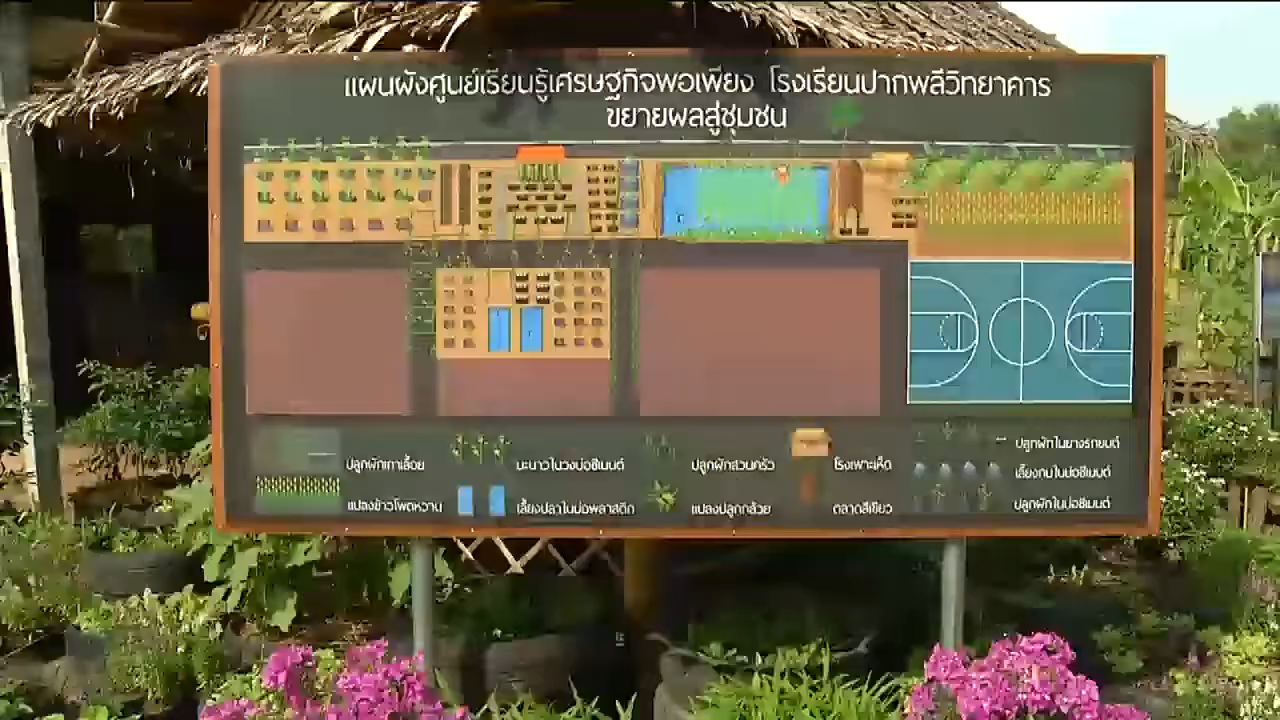 แผนผังศูนย์เรียนรู้เศรษฐกิจพอเพียง โรงเรียนปากพลีวิทยาคาร
ขยายผลสู่ชุมชน
ปลูกผักเถาเลื้อย
มะนาวในวงบ่อซีเมนต์
ปลูกผักสวนครัว
โรงเพาะเห็ด
ปลูกผักในยางรถยนต์
เลี้ยงกบในบ่อซีเมนต์
แปลงข้าวโพดหวาน
เลี้ยงปลาในบ่อพลาสติก
แปลงปลูกกล้วย
ตลาดสีเขียว
ปลูกผักในบ่อซีเมนต์